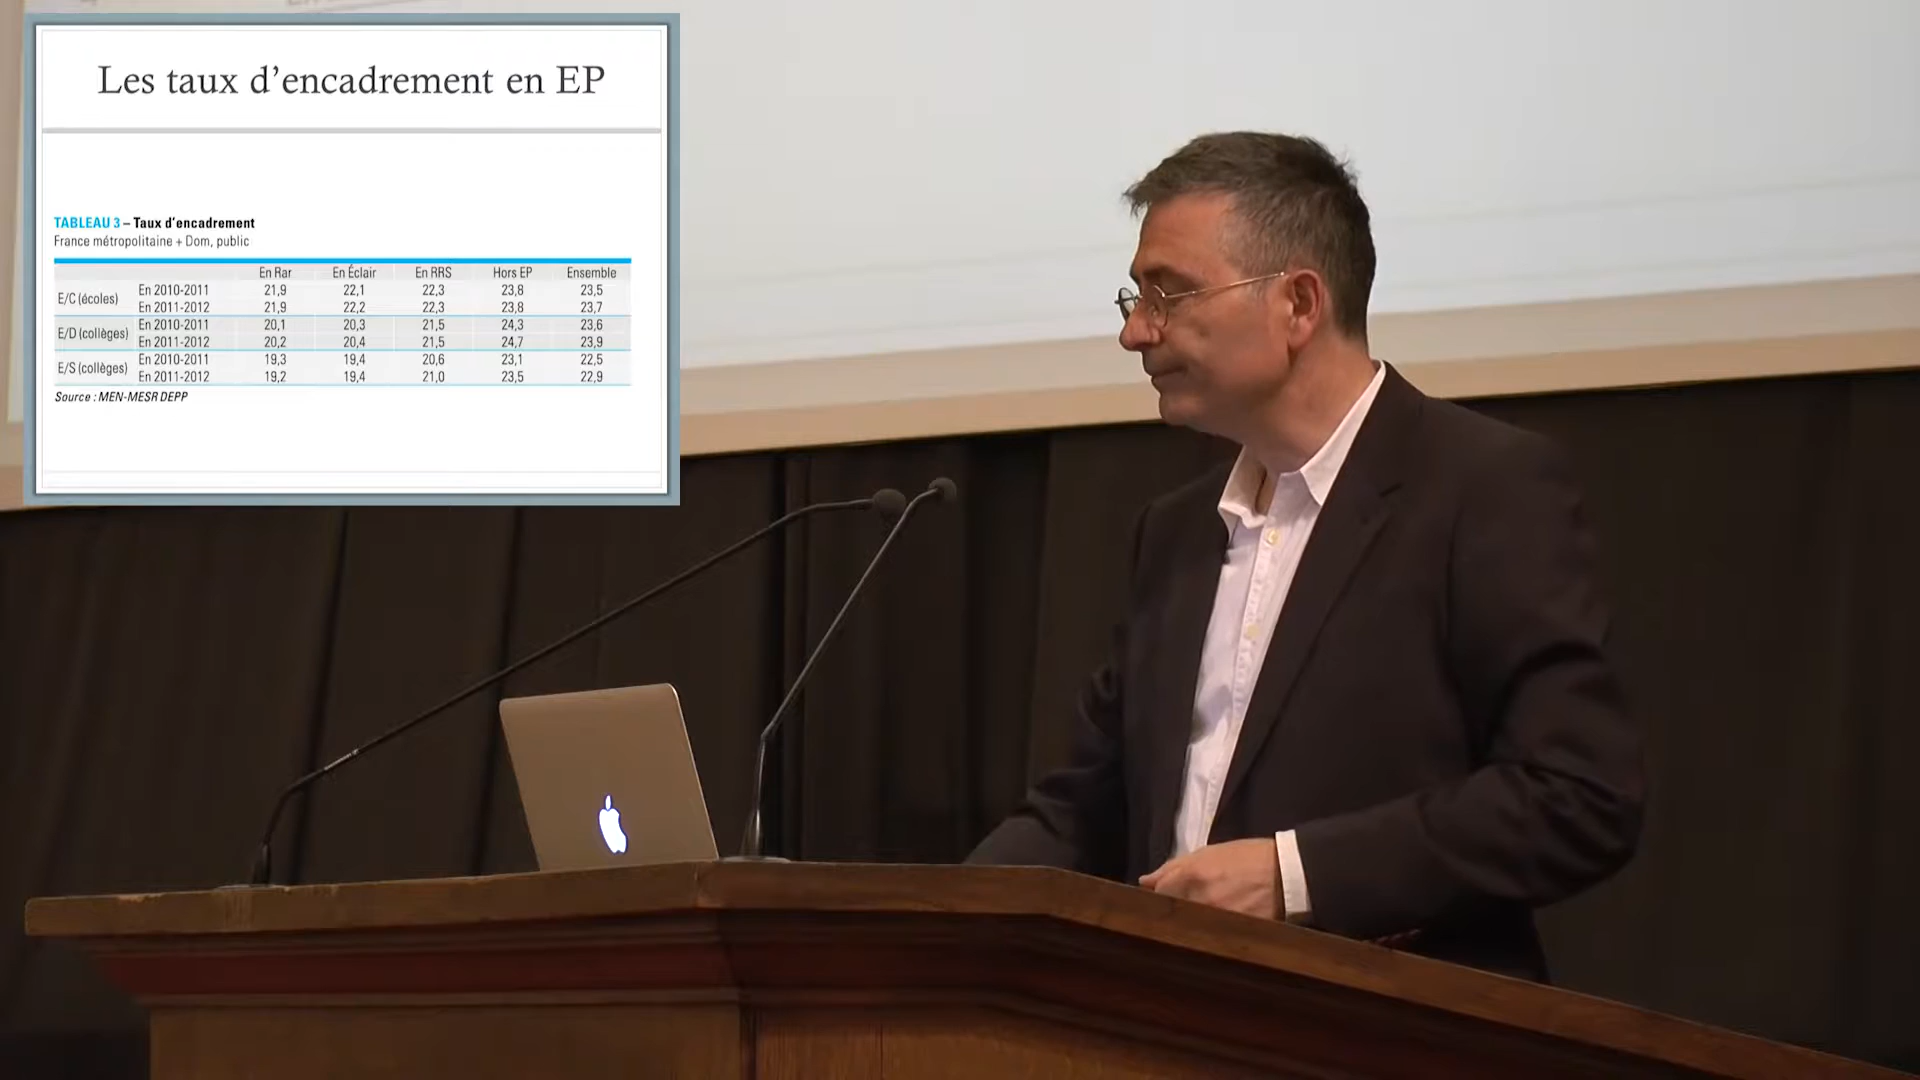 Les taux d'encadrement en EP
TABLEAU 3 – Taux d'encadrement
France métropolitaine + Dom, public
En Rar En Éclair En RRS Hors EP Ensemble
E/C (écoles) En 2010-2011 21,9 22,1 22,3 23,8 23,5
En 2011-2012 21,9 22,2 22,3 23,8 23,7
E/D (collèges) En 2010-2011 20,1 20,3 21,5 24,3 23,6
En 2011-2012 20,2 20,4 21,5 24,7 23,9
E/S (collèges) En 2010-2011 19,3 19,4 20,6 23,1 22,5
En 2011-2012 19,2 19,4 21,0 23,5 22,9
Source : MEN-MESR DEPP